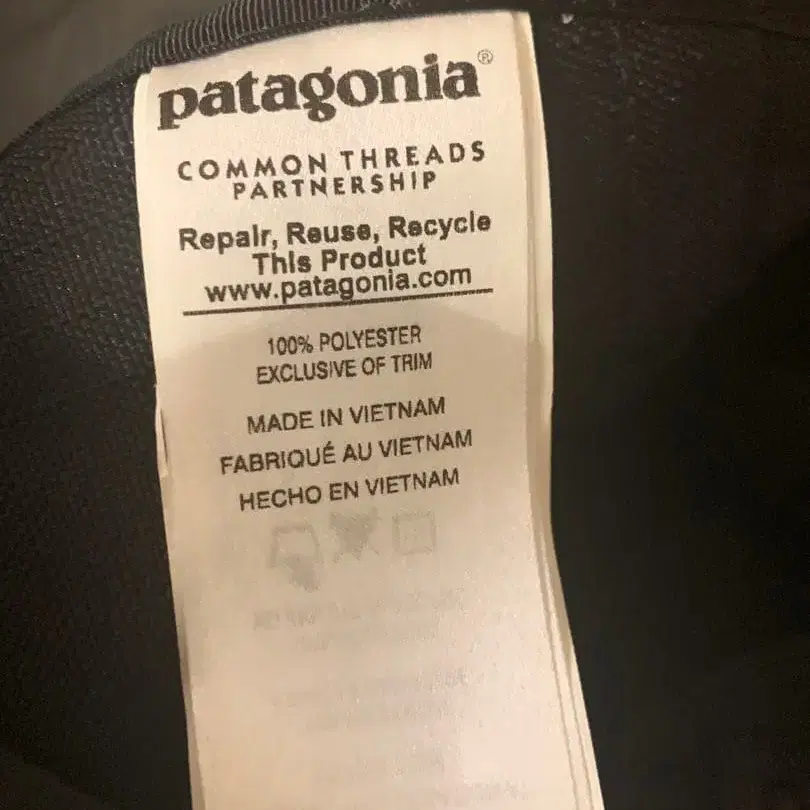 patagonia®
COMMON THREADS
PARTNERSHIP
Repair, Reuse, Recycle
This Product
www.patagonia.com
100% POLYESTER
EXCLUSIVE OF TRIM
MADE IN VIETNAM
FABRIQUÉ AU VIETNAM
HECHO EN VIETNAM